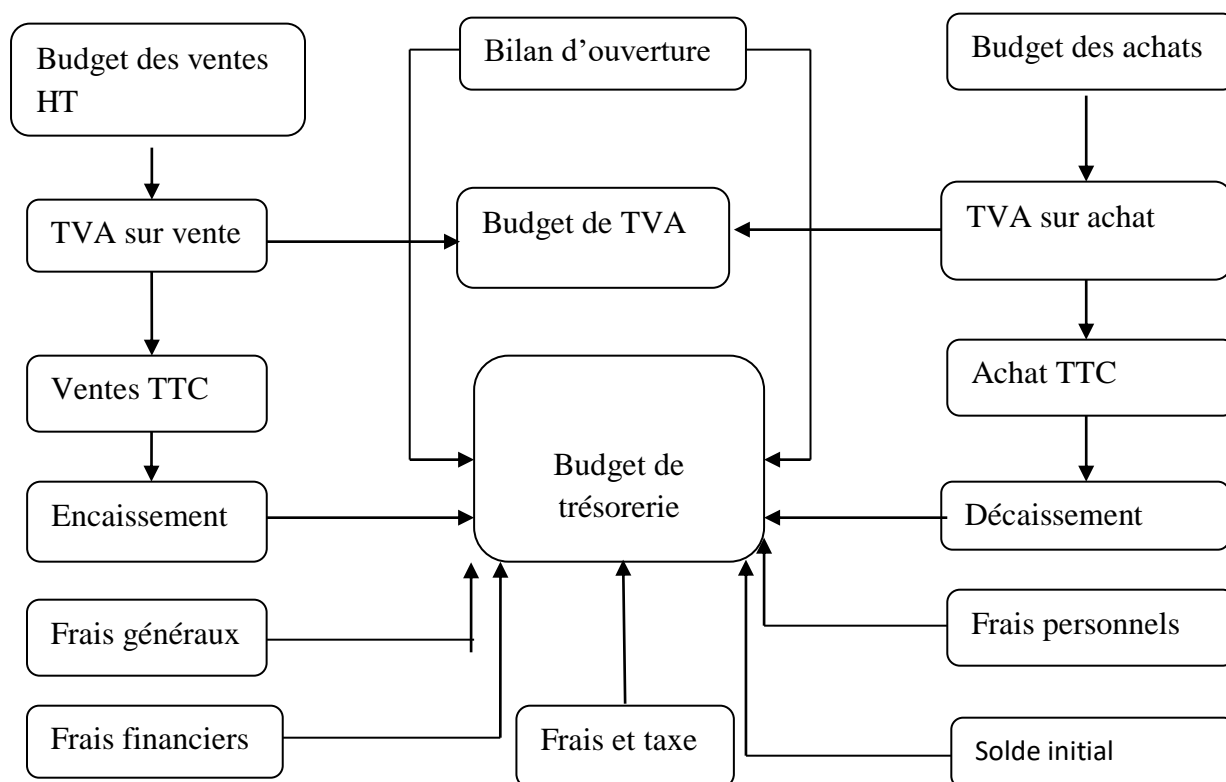 Budget des ventes
HT
Bilan d’ouverture
Budget des achats
TVA sur vente
Budget de TVA
TVA sur achat
Ventes TTC
Achat TTC
Budget de
trésorerie
Encaissement
Décaissement
Frais généraux
Frais personnels
Frais financiers
Frais et taxe
Solde initial